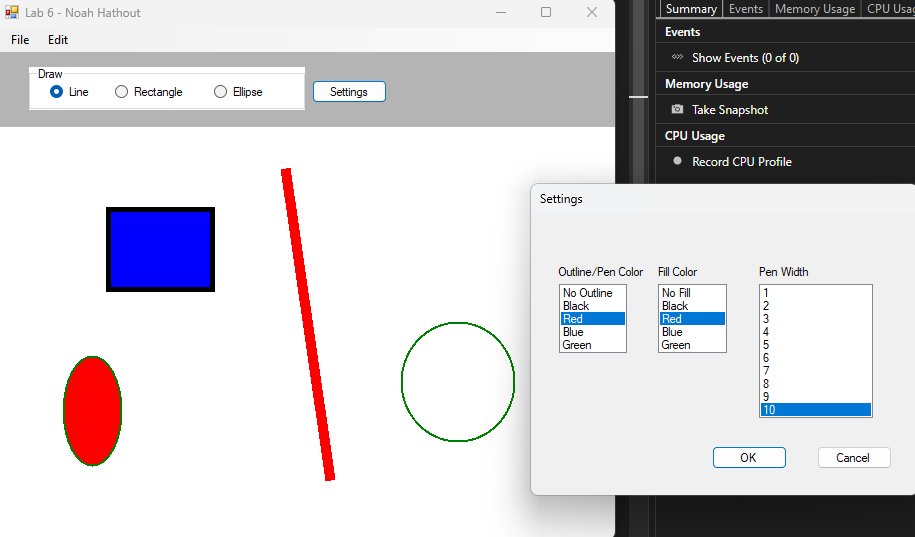 Lab 6 - Noah Hathout
File Edit
Draw
Line Rectangle Ellipse Settings
Summary Events Memory Usage CPU Usag
Events
Show Events (0 of 0)
Memory Usage
Take Snapshot
CPU Usage
Record CPU Profile
Settings
Outline/Pen Color Fill Color Pen Width
No Outline
Black
Red
Blue
Green
No Fill
Black
Red
Blue
Green
1
2
3
4
5
6
7
8
9
10
OK Cancel